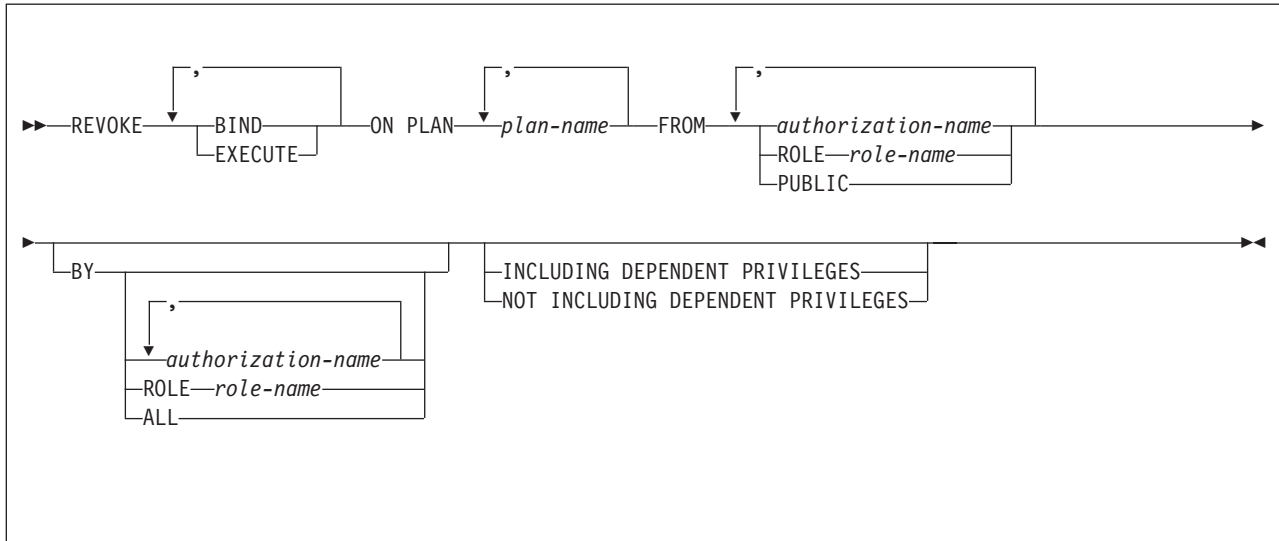 , , ,
REVOKE BIND ON PLAN plan-name FROM authorization-name
EXECUTE ROLE role-name
PUBLIC
BY INCLUDING DEPENDENT PRIVILEGES
NOT INCLUDING DEPENDENT PRIVILEGES
,
authorization-name
ROLE role-name
ALL